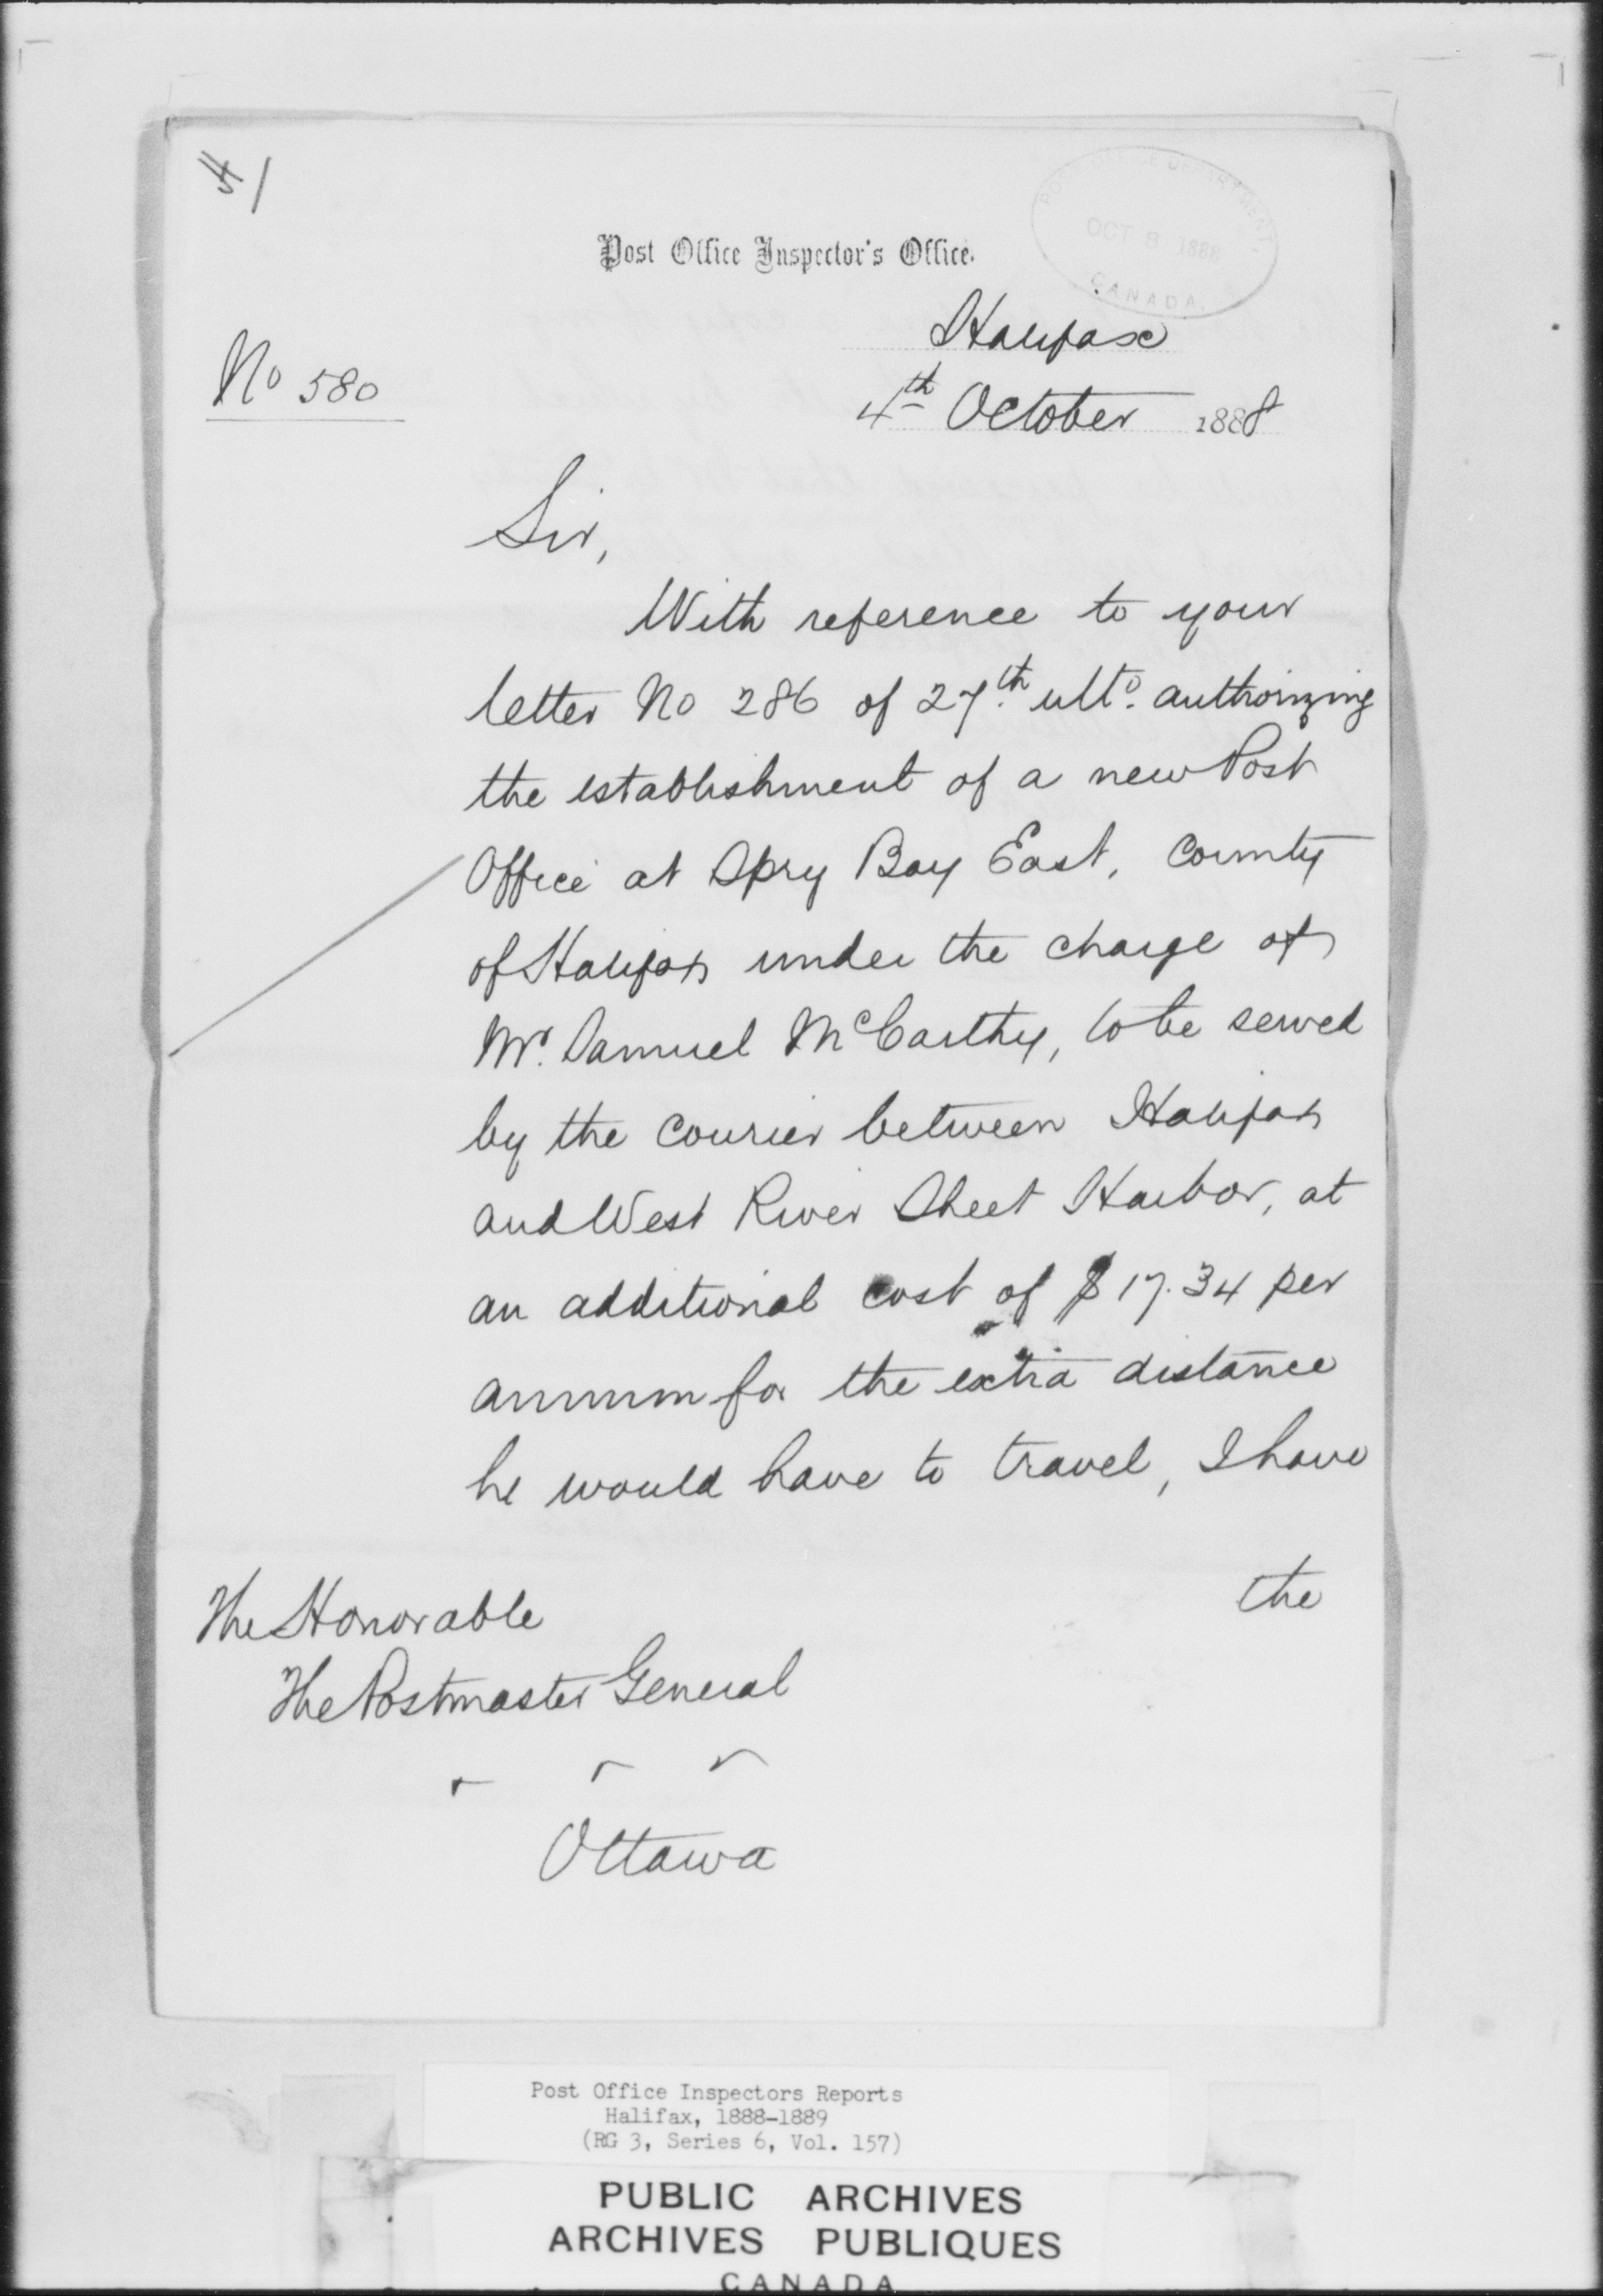 H 1
POST OFFICE DEPARTMENT,
OCT 8 1888
CANADA.
Post Office Inspector's Office.
Halifax
No 580
4th October 1888
Sir,
With reference to your
letter No 286 of 27th ulto. authorizing
the establishment of a new Post
Office at Spry Bay East, County
of Halifax under the charge of
Mr. Samuel McCarthy, to be served
by the Courier between Halifax
and West River Sheet Harbor, at
an additional cost of $17.34 per
annum for the extra distance
he would have to travel, I have
the
The Honorable
The Postmaster General
Ottawa
Post Office Inspectors Reports
Halifax, 1888-1889
(RG 3, Series 6, Vol. 157)
PUBLIC ARCHIVES
ARCHIVES PUBLIQUES
CANADA